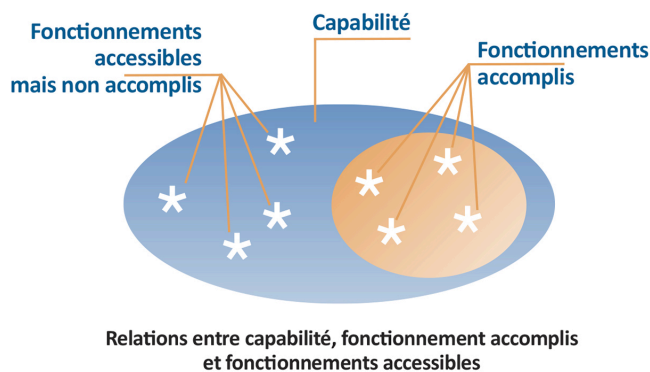 Fonctionnements
accessibles
mais non accomplis
Capabilité
Fonctionnements
accomplis
Relations entre capabilité, fonctionnement accomplis
et fonctionnements accessibles